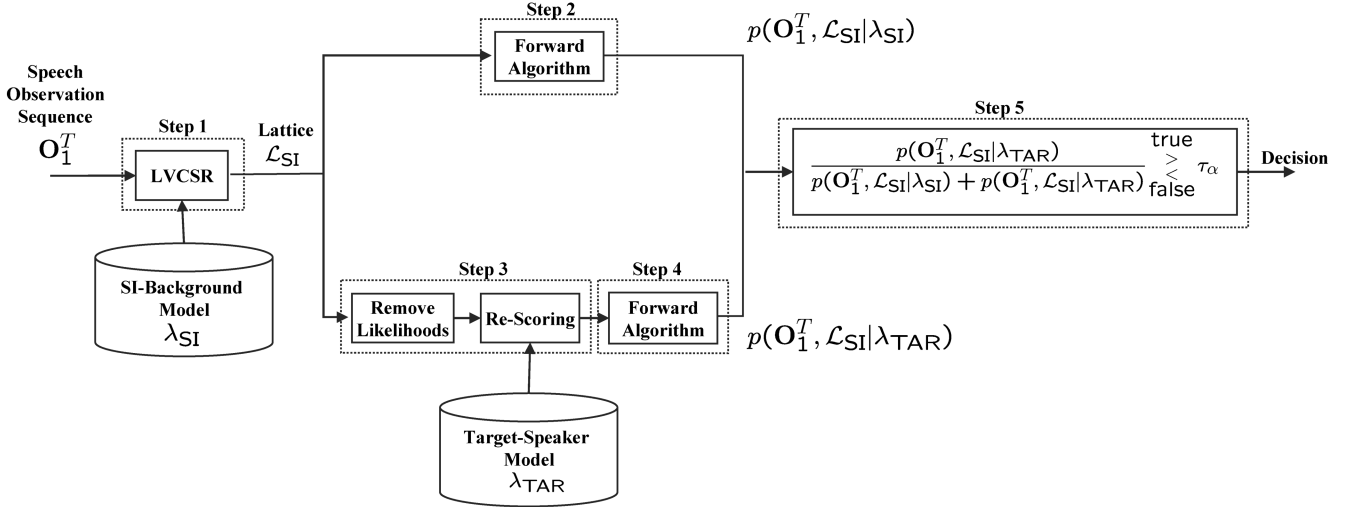 Step 2
Forward
Algorithm
p(O_1^T, ℒ_SI|λ_SI)
Speech
Observation
Sequence
O_1^T
Step 1
LVCSR
Lattice
ℒ_SI
SI-Background
Model
λ_SI
Step 3
Remove
Likelihoods
Re-Scoring
Step 4
Forward
Algorithm
p(O_1^T, ℒ_SI|λ_TAR)
Target-Speaker
Model
λ_TAR
Step 5
p(O_1^T, ℒ_SI|λ_TAR)
p(O_1^T, ℒ_SI|λ_SI) + p(O_1^T, ℒ_SI|λ_TAR)
true
>
<
false
τ_α
Decision